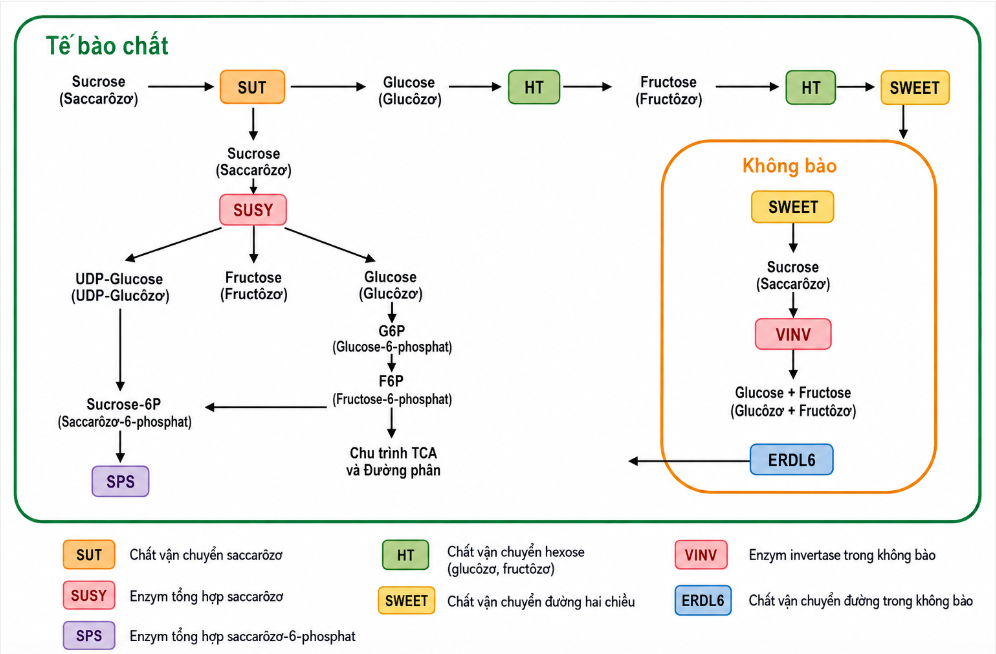 Tế bào chất
Sucrose
(Saccarôzơ)
SUT
Glucose
(Glucôzơ)
HT
Fructose
(Fructôzơ)
HT
SWEET
Sucrose
(Saccarôzơ)
SUSY
UDP-Glucose
(UDP-Glucôzơ)
Fructose
(Fructôzơ)
Glucose
(Glucôzơ)
G6P
(Glucose-6-phosphat)
F6P
(Fructose-6-phosphat)
Sucrose-6P
(Saccarôzơ-6-phosphat)
SPS
Chu trình TCA
và Đường phân
Không bào
SWEET
Sucrose
(Saccarôzơ)
VINV
Glucose + Fructose
(Glucôzơ + Fructôzơ)
ERDL6
SUT Chất vận chuyển saccarôzơ
HT Chất vận chuyển hexose
(glucôzơ, fructôzơ)
VINV Enzym invertase trong không bào
SUSY Enzym tổng hợp saccarôzơ
SWEET Chất vận chuyển đường hai chiều
ERDL6 Chất vận chuyển đường trong không bào
SPS Enzym tổng hợp saccarôzơ-6-phosphat